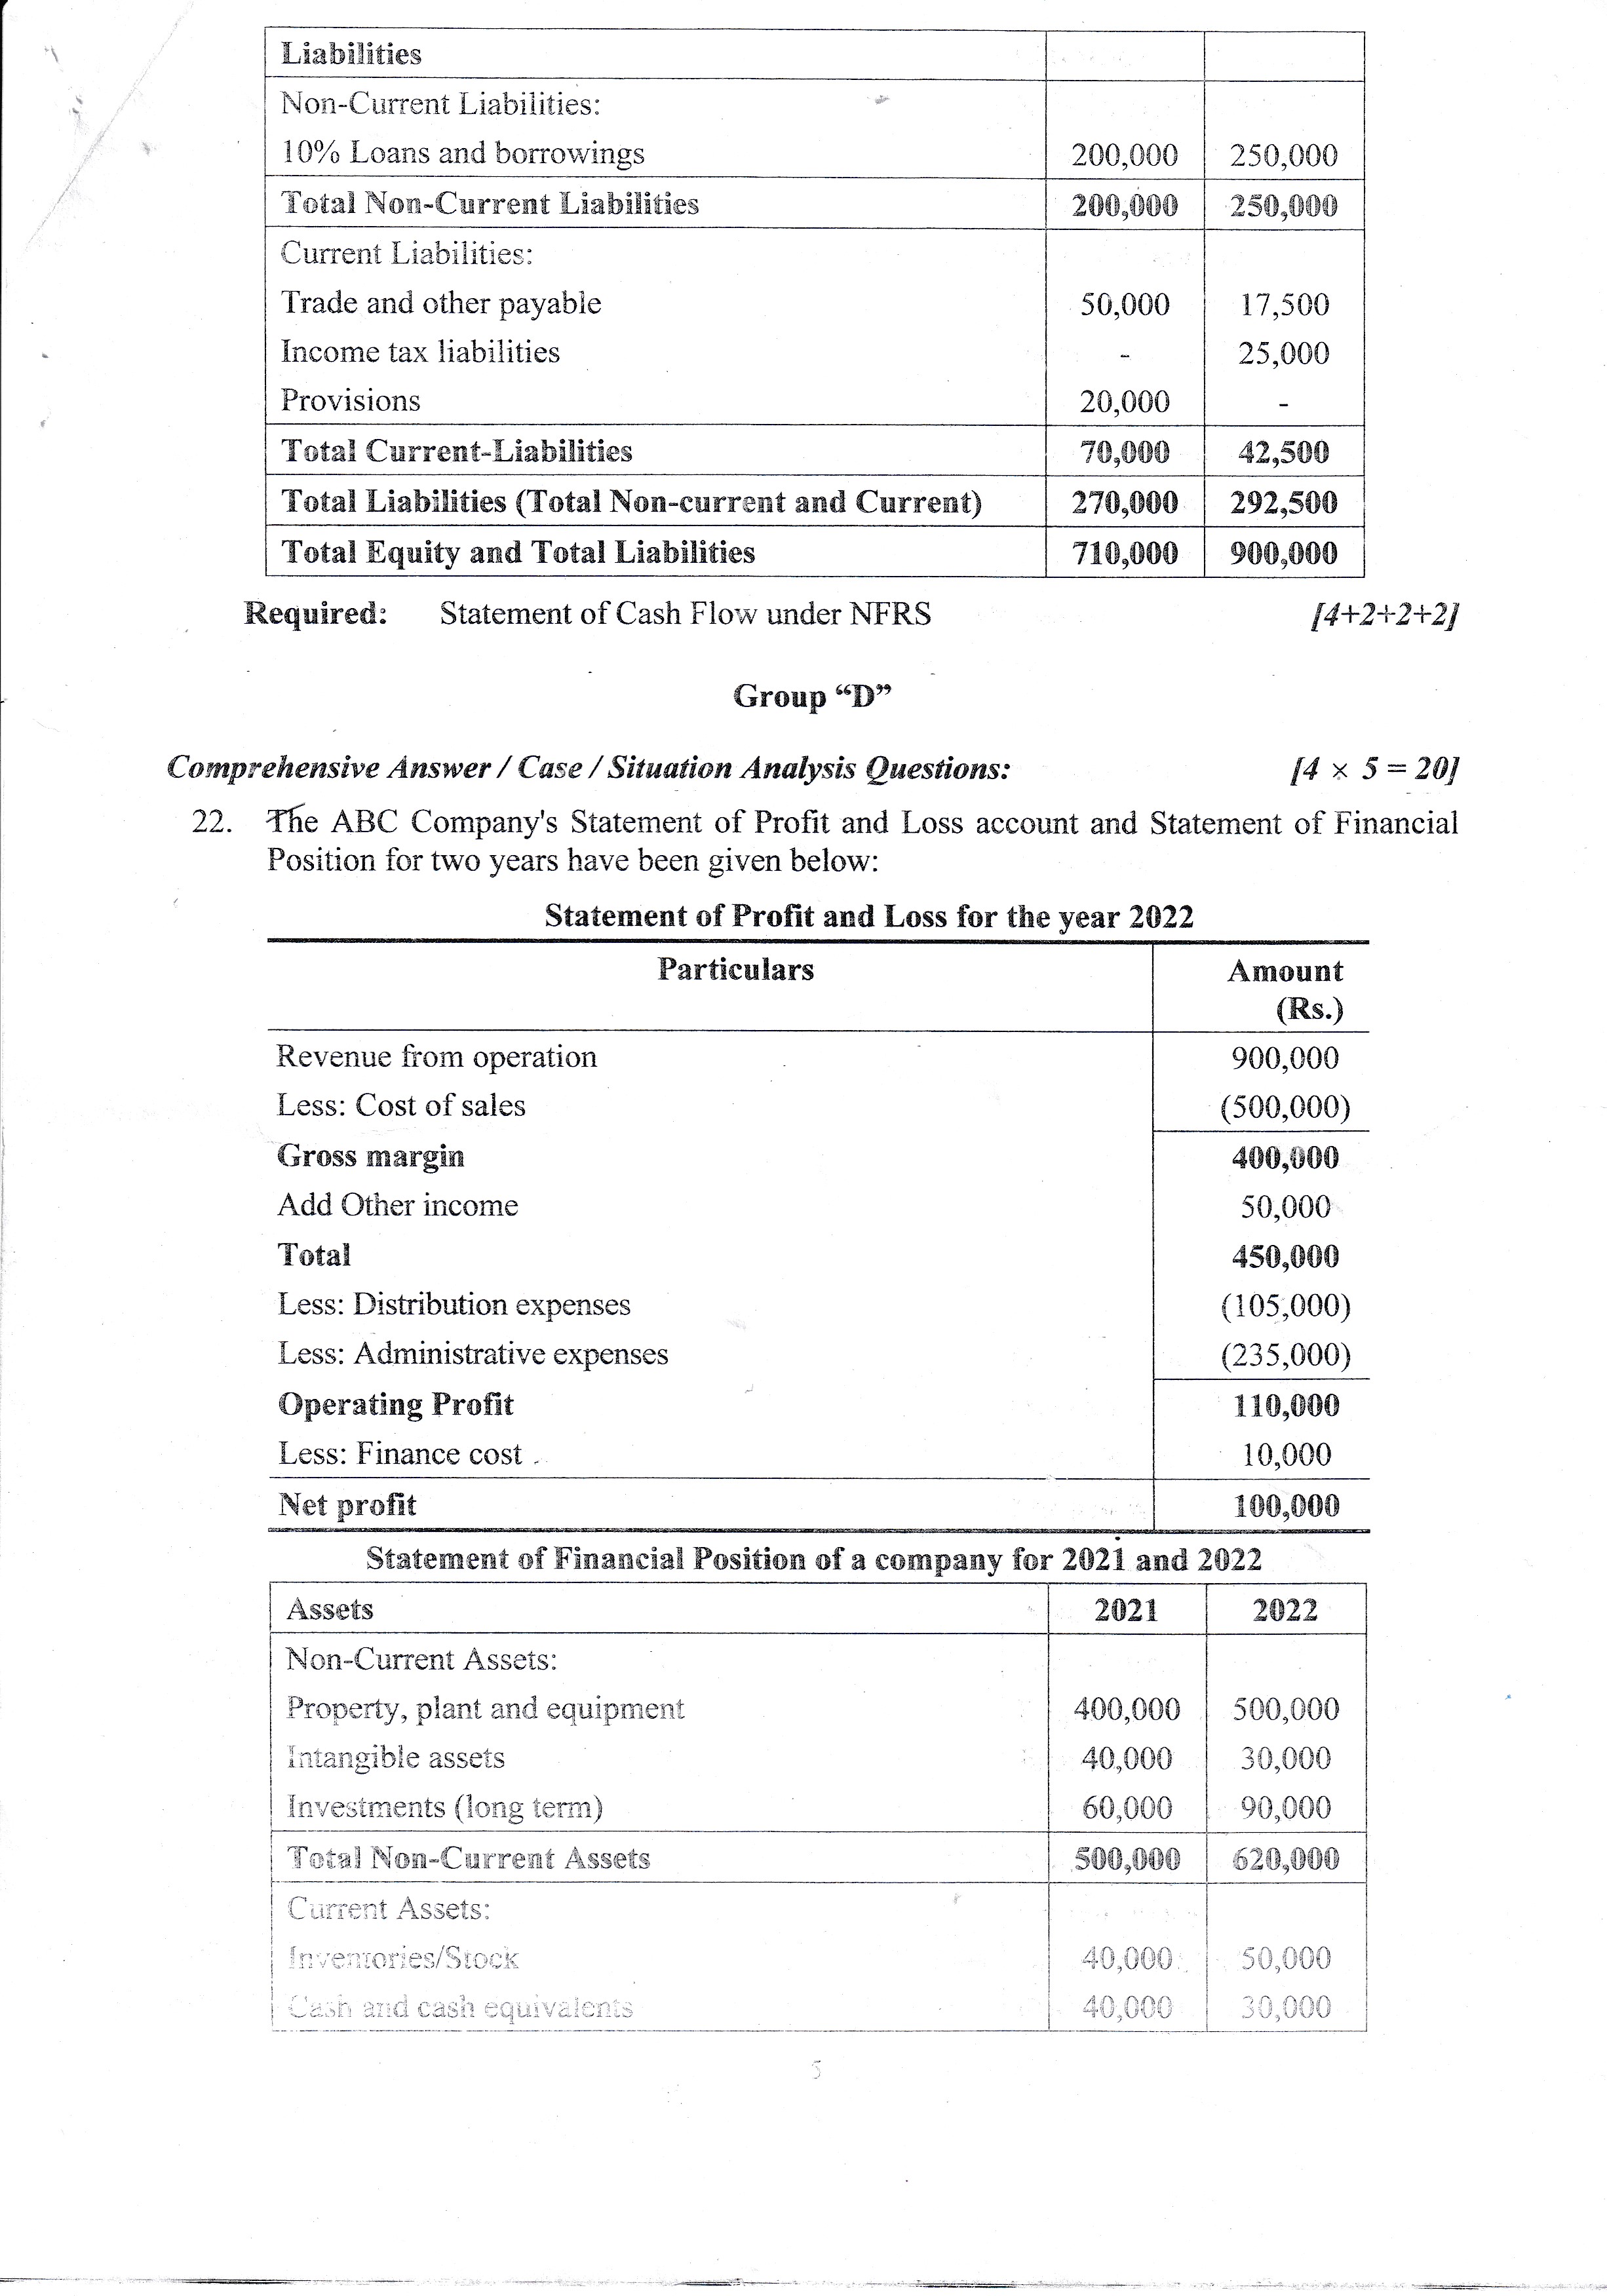 Liabilities
Non-Current Liabilities:
10% Loans and borrowings 200,000 250,000
Total Non-Current Liabilities 200,000 250,000
Current Liabilities:
Trade and other payable 50,000 17,500
Income tax liabilities - 25,000
Provisions 20,000 -
Total Current-Liabilities 70,000 42,500
Total Liabilities (Total Non-current and Current) 270,000 292,500
Total Equity and Total Liabilities 710,000 900,000
Required: Statement of Cash Flow under NFRS [4+2+2+2]
Group “D”
Comprehensive Answer / Case / Situation Analysis Questions: [4 × 5 = 20]
22. The ABC Company's Statement of Profit and Loss account and Statement of Financial
Position for two years have been given below:
Statement of Profit and Loss for the year 2022
Particulars Amount
(Rs.)
Revenue from operation 900,000
Less: Cost of sales (500,000)
Gross margin 400,000
Add Other income 50,000
Total 450,000
Less: Distribution expenses (105,000)
Less: Administrative expenses (235,000)
Operating Profit 110,000
Less: Finance cost 10,000
Net profit 100,000
Statement of Financial Position of a company for 2021 and 2022
Assets 2021 2022
Non-Current Assets:
Property, plant and equipment 400,000 500,000
Intangible assets 40,000 30,000
Investments (long term) 60,000 90,000
Total Non-Current Assets 500,000 620,000
Current Assets:
Inventories/Stock 40,000 50,000
Cash and cash equivalents 40,000 30,000
5